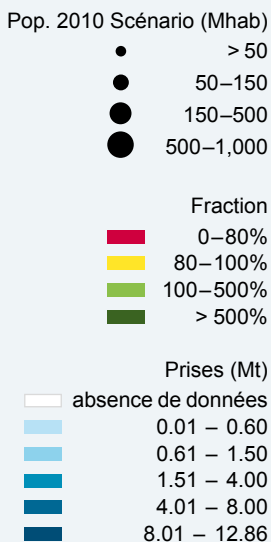 Pop. 2010 Scénario (Mhab)
> 50
50–150
150–500
500–1,000
Fraction
0–80%
80–100%
100–500%
> 500%
Prises (Mt)
absence de données
0.01 – 0.60
0.61 – 1.50
1.51 – 4.00
4.01 – 8.00
8.01 – 12.86